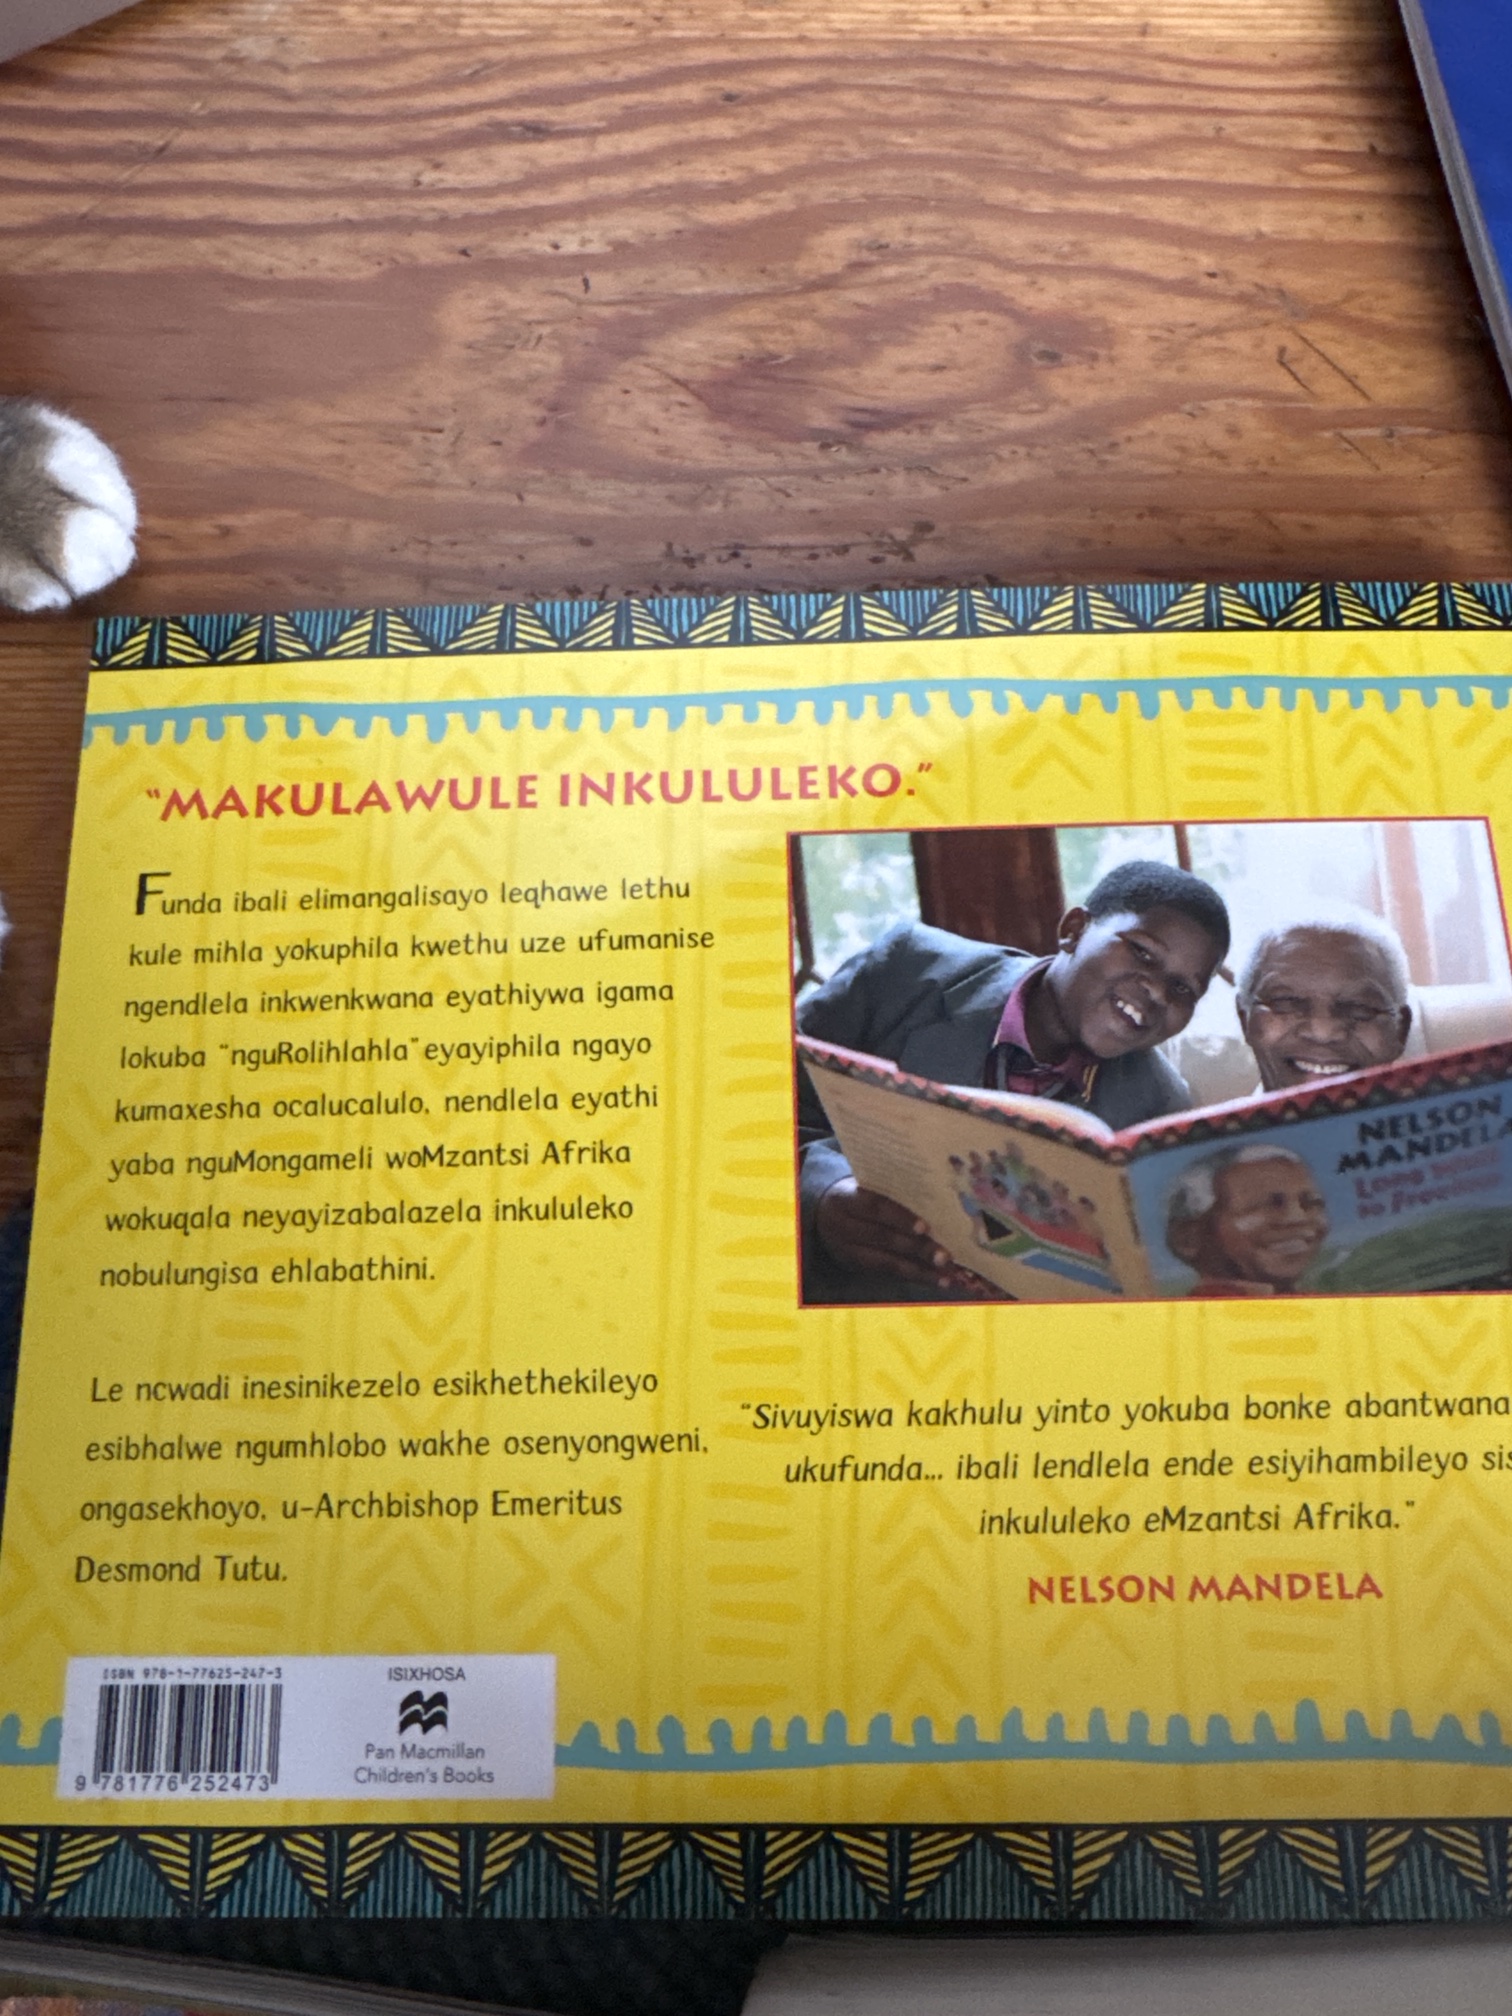 "MAKULAWULE INKULULEKO."
Funda ibali elimangalisayo leqhawe lethu
kule mihla yokuphila kwethu uze ufumanise
ngendlela inkwenkwana eyathiywa igama
lokuba "nguRolihlahla" eyayiphila ngayo
kumaxesha ocalucalulo, nendlela eyathi
yaba nguMongameli woMzantsi Afrika
wokuqala neyayizabalazela inkululeko
nobulungisa ehlabathini.
Le ncwadi inesinikezelo esikhethekileyo
esibhalwe ngumhlobo wakhe osenyongweni,
ongasekhoyo, u-Archbishop Emeritus
Desmond Tutu.
NELSON
MANDELA
Long Walk
to Freedom
"Sivuyiswa kakhulu yinto yokuba bonke abantwana
ukufunda... ibali lendlela ende esiyihambileyo
inkululeko eMzantsi Afrika."
NELSON MANDELA
ISBN 978-1-77625-247-3
9 781776 252473
ISIXHOSA
Pan Macmillan
Children's Books